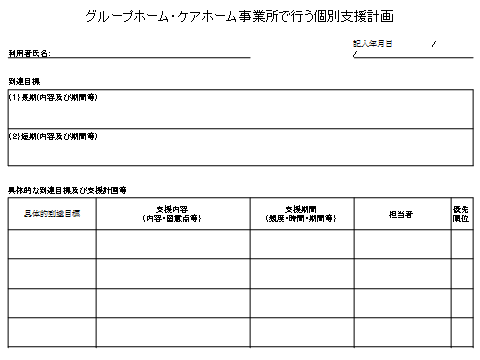 グループホーム・ケアホーム事業所で行う個別支援計画
記入年月日 /
利用者氏名: /
到達目標
(1)長期(内容及び期間等)
(2)短期(内容及び期間等)
具体的な到達目標及び支援計画等
具体的到達目標 支援内容 支援期間 担当者 優先
(内容・留意点等) (頻度・時間・期間等) 順位